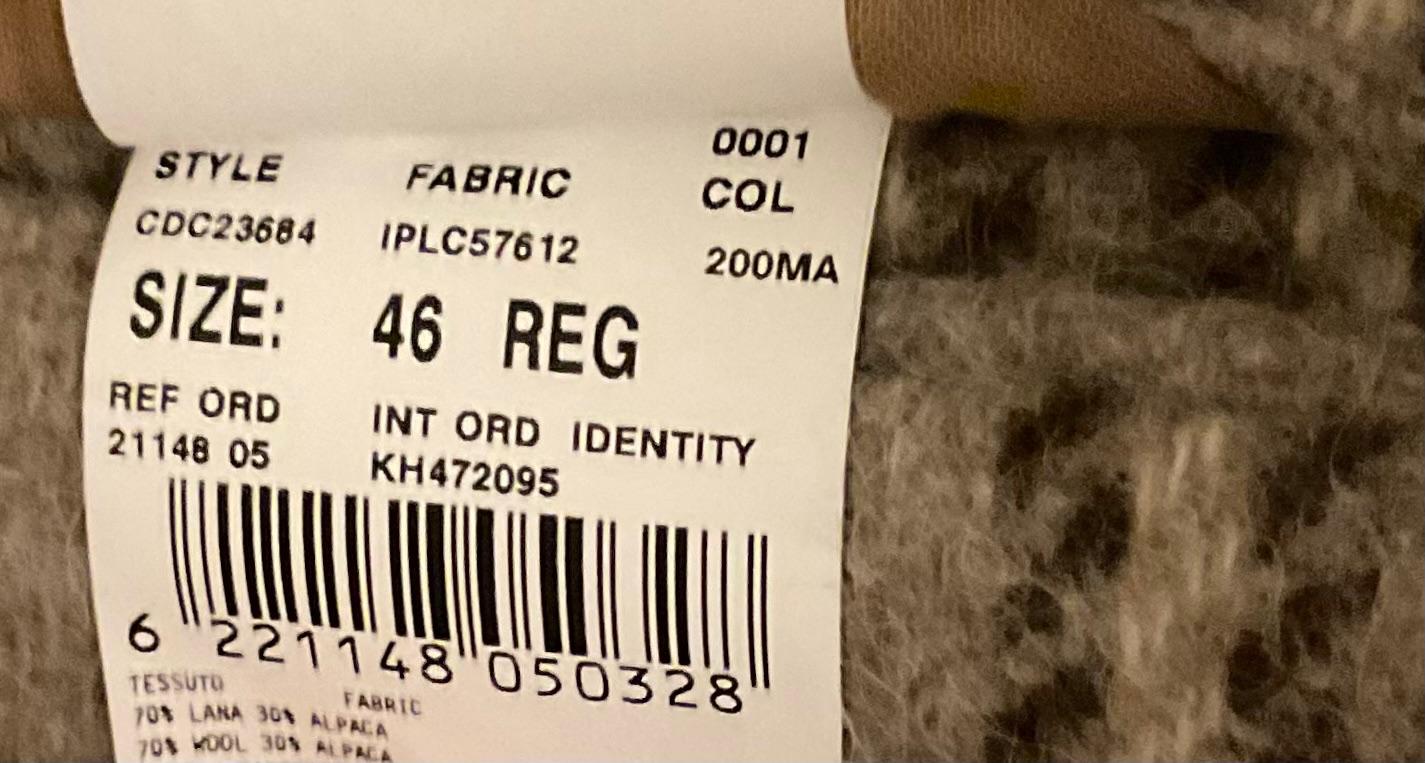 0001
STYLE FABRIC COL
CDC23684 IPLC57612 200MA
SIZE: 46 REG
REF ORD INT ORD IDENTITY
21148 05 KH472095
6 221148 050328
TESSUTO FABRIC
70% LANA 30% ALPACA
70% WOOL 30% ALPACA